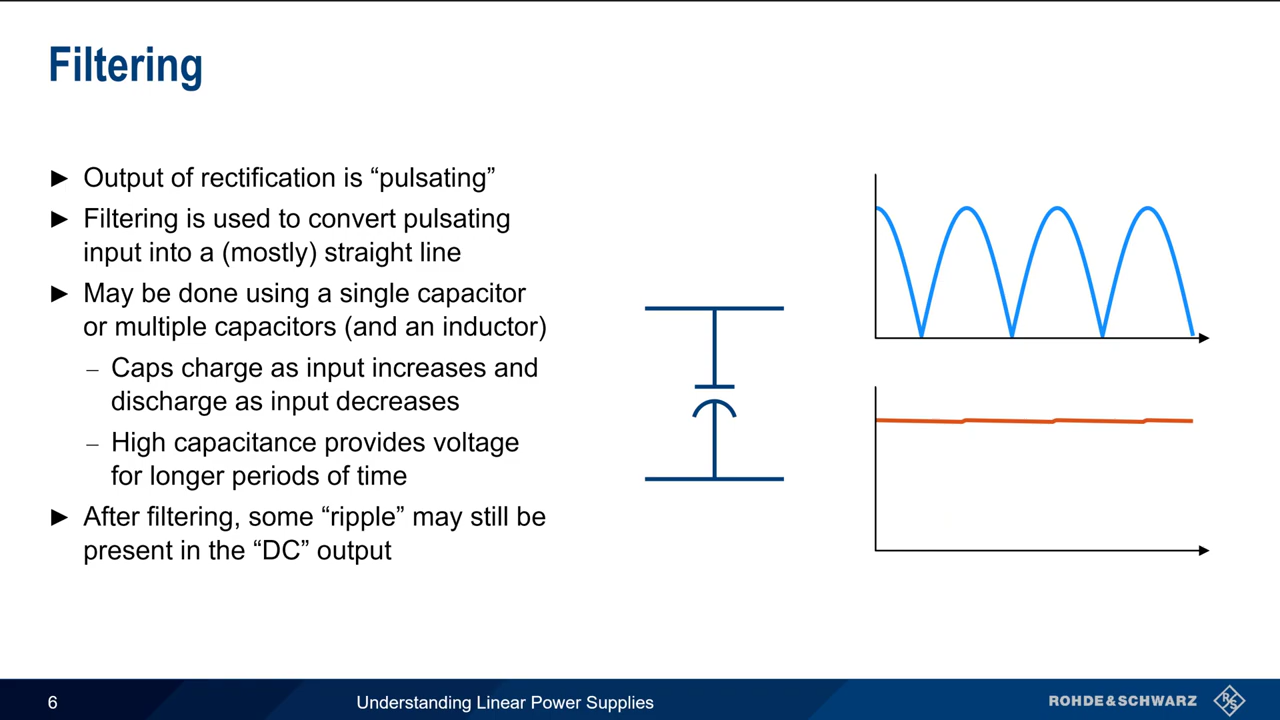 Filtering
► Output of rectification is “pulsating”
► Filtering is used to convert pulsating
input into a (mostly) straight line
► May be done using a single capacitor
or multiple capacitors (and an inductor)
– Caps charge as input increases and
discharge as input decreases
– High capacitance provides voltage
for longer periods of time
► After filtering, some “ripple” may still be
present in the “DC” output
6
Understanding Linear Power Supplies
ROHDE & SCHWARZ
R S